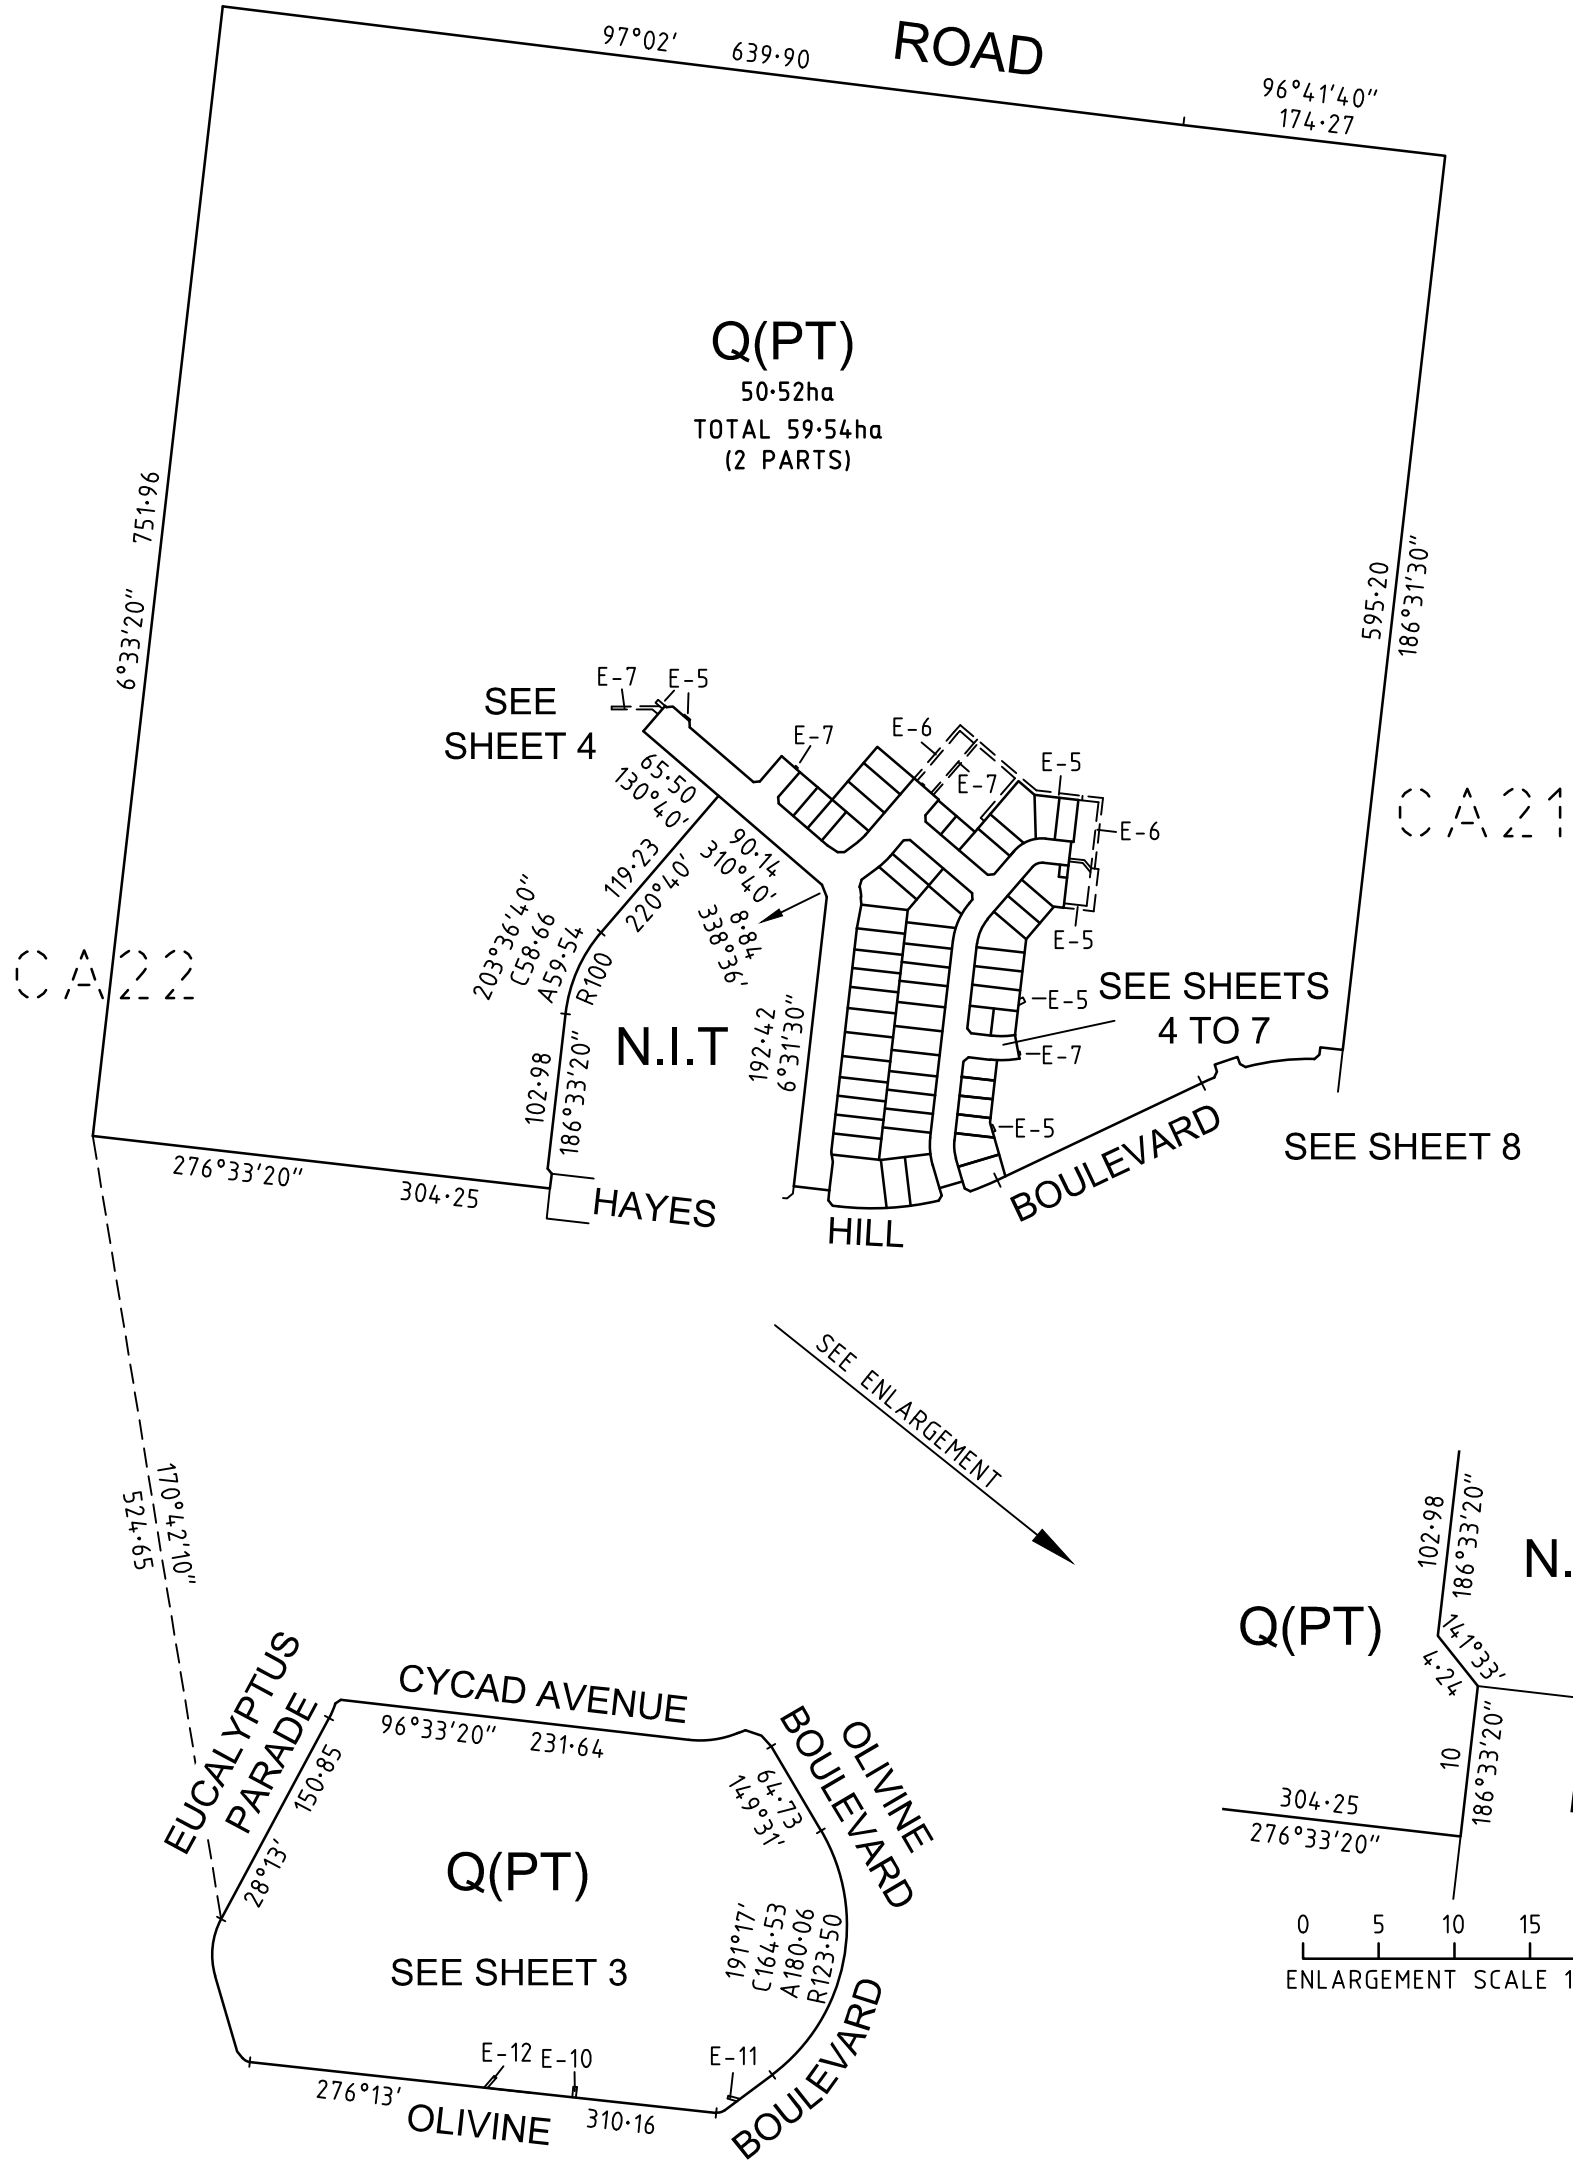 97°02' 639·90
ROAD
96°41'40"
174·27
Q(PT)
50·52ha
TOTAL 59·54ha
(2 PARTS)
751·96
6°33'20"
595·20
186°31'30"
SEE
SHEET 4
E-7
E-5
E-7
E-6
E-7
E-5
E-6
E-5
65·50
130°40'
90·14
310°40'
119·23
220°40'
8·84
338°36'
203°36'40"
C58·66
A59·54
R100
CA21
CA22
N.I.T
192·42
6°31'30"
E-5
SEE SHEETS
4 TO 7
E-7
E-5
102·98
186°33'20"
276°33'20" 304·25
HAYES
HILL
BOULEVARD
SEE SHEET 8
SEE ENLARGEMENT
170°42'10"
524·65
102·98
186°33'20"
N.
Q(PT)
141°33'
4·24
10
186°33'20"
304·25
276°33'20"
0 5 10 15
ENLARGEMENT SCALE 1
EUCALYPTUS
PARADE
CYCAD AVENUE
96°33'20" 231·64
OLIVINE
BOULEVARD
150·85
28°13'
64·73
149°31'
Q(PT)
SEE SHEET 3
191°17'
C164·53
A180·06
R123·50
E-12
E-10
E-11
276°13' 310·16
OLIVINE
BOULEVARD